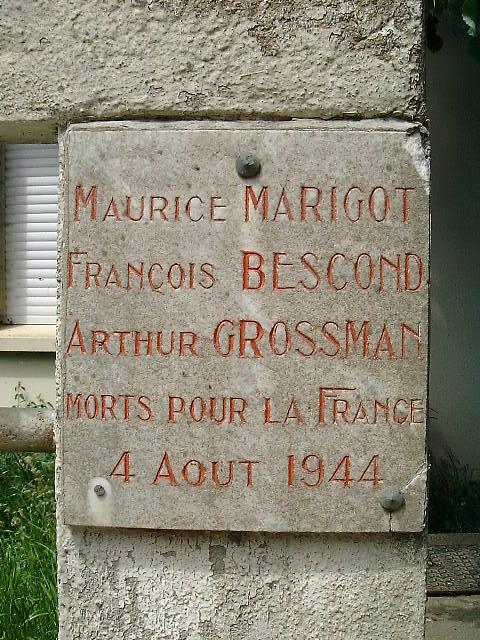 Maurice MARIGOT
François BESCOND
Arthur GROSSMAN
MORTS POUR LA FRANCE
4 AOUT 1944